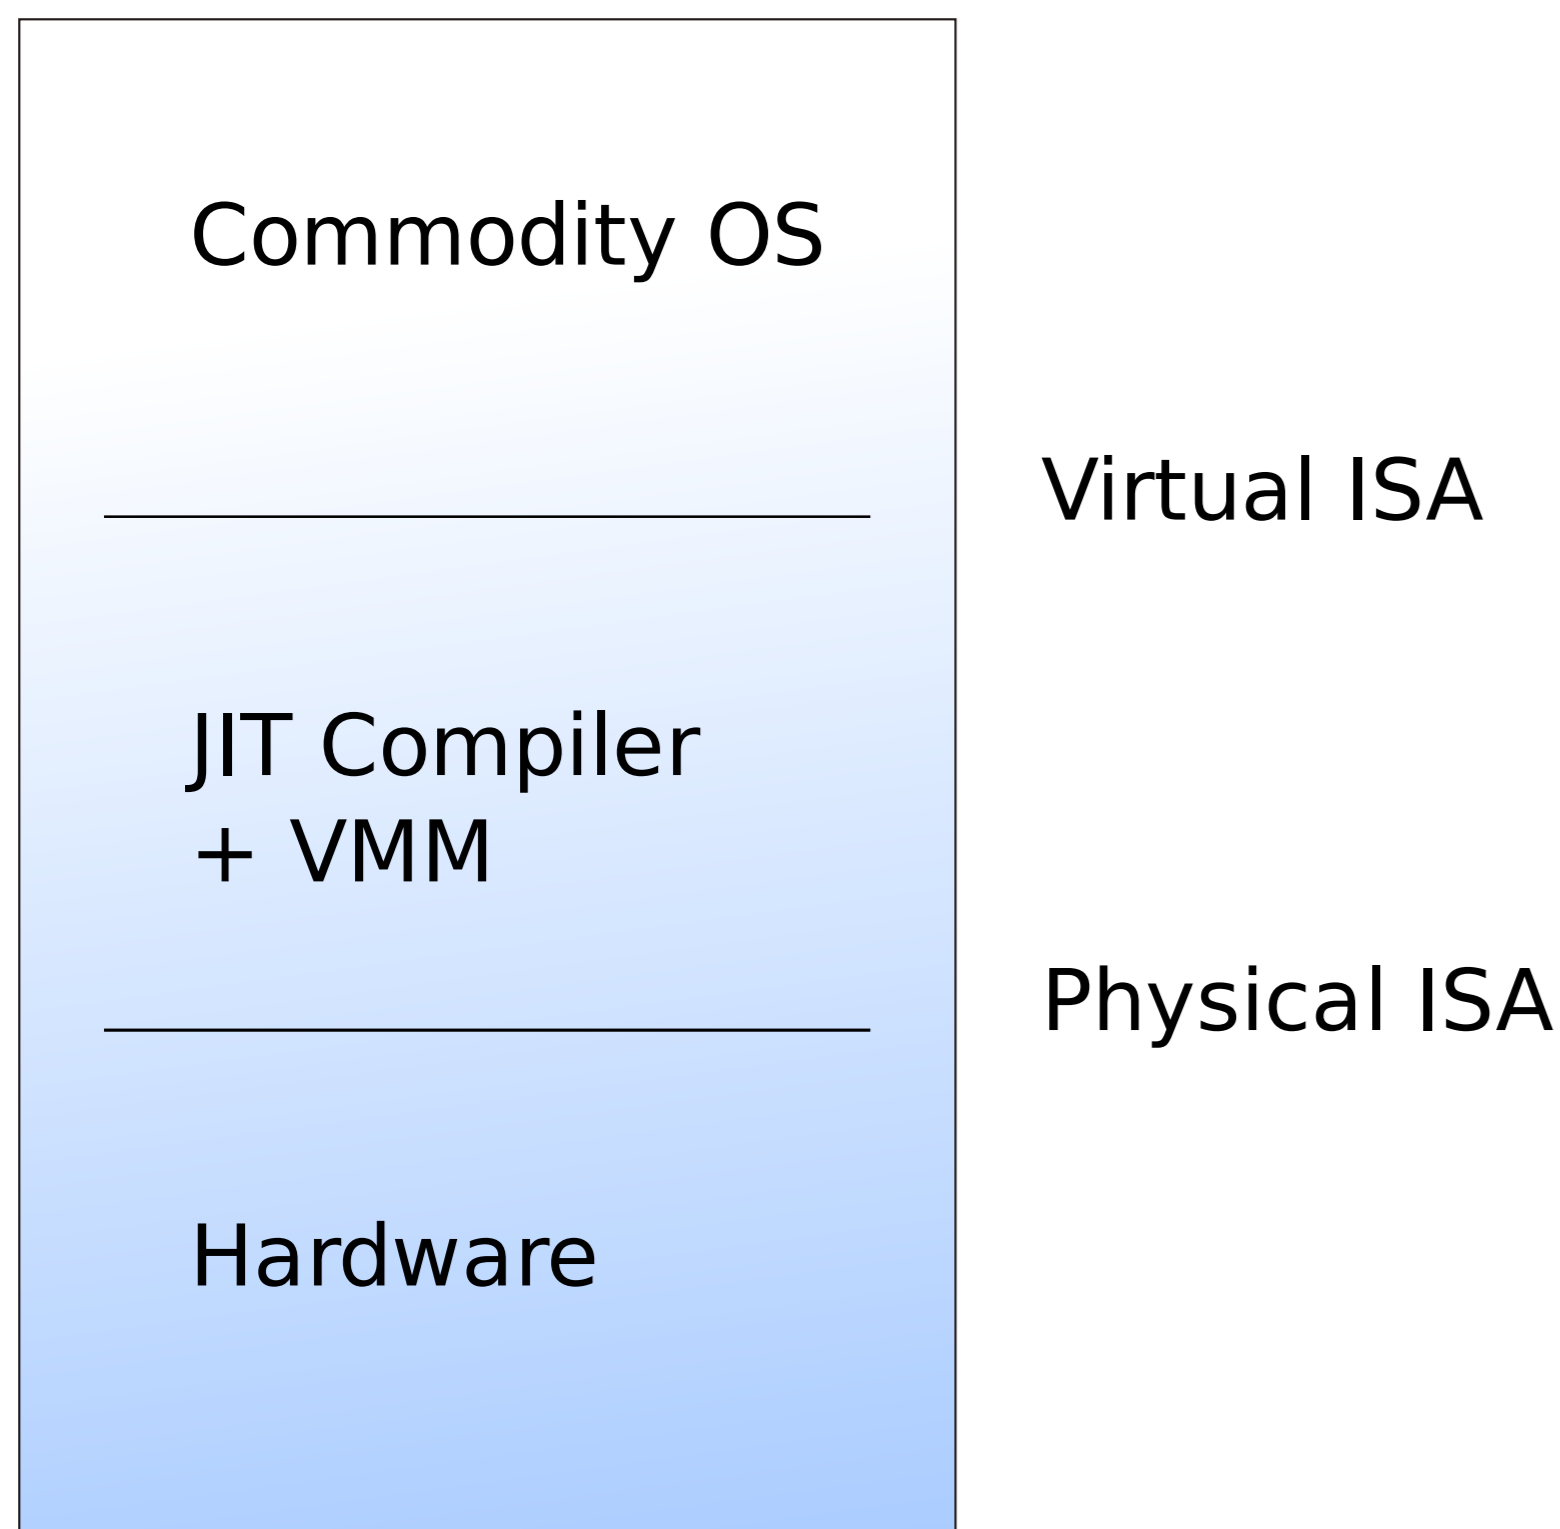 Commodity OS
Virtual ISA
JIT Compiler
+ VMM
Physical ISA
Hardware